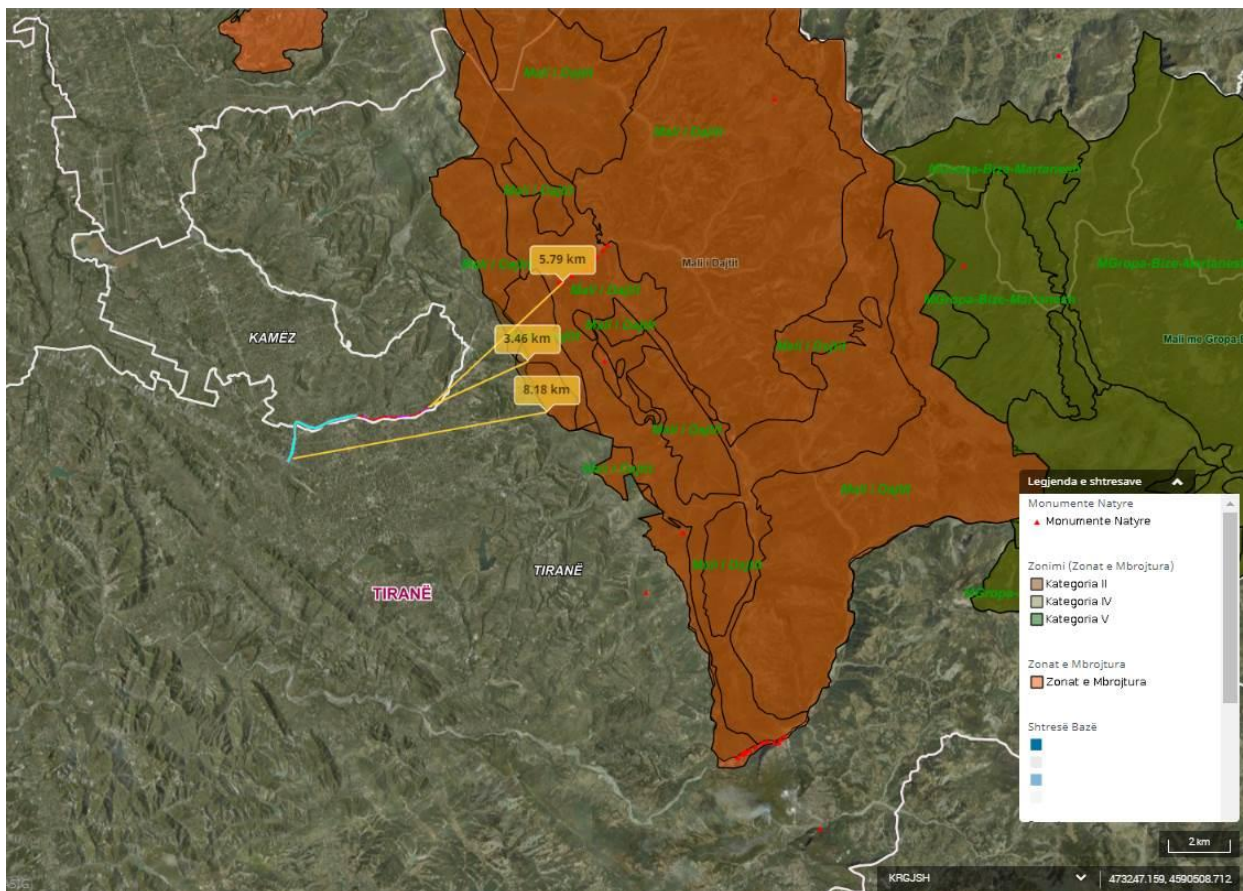 Mali i Dajtit
Mali i Dajtit
MGropa-Bize-Martanesh
Mali i Dajtit
5.79 km
Mali i Dajtit
Mali i Dajtit
MGropa-Bize-Martanesh
Mali i Dajtit
MGropa-Bize-Martanesh
KAMËZ
3.46 km
Mali i Dajtit
Mali i Dajtit
8.18 km
Mali i Dajtit
Mali i Dajtit
Mali i Dajtit
TIRANË
TIRANË
Mali i Dajtit
Legjenda e shtresave
Monumente Natyre
Monumente Natyre
Zonimi (Zonat e Mbrojtura)
Kategoria II
Kategoria IV
Kategoria V
Zonat e Mbrojtura
Zonat e Mbrojtura
Shtresë Bazë
2 km
KRGJSH
473247.159, 4590508.712